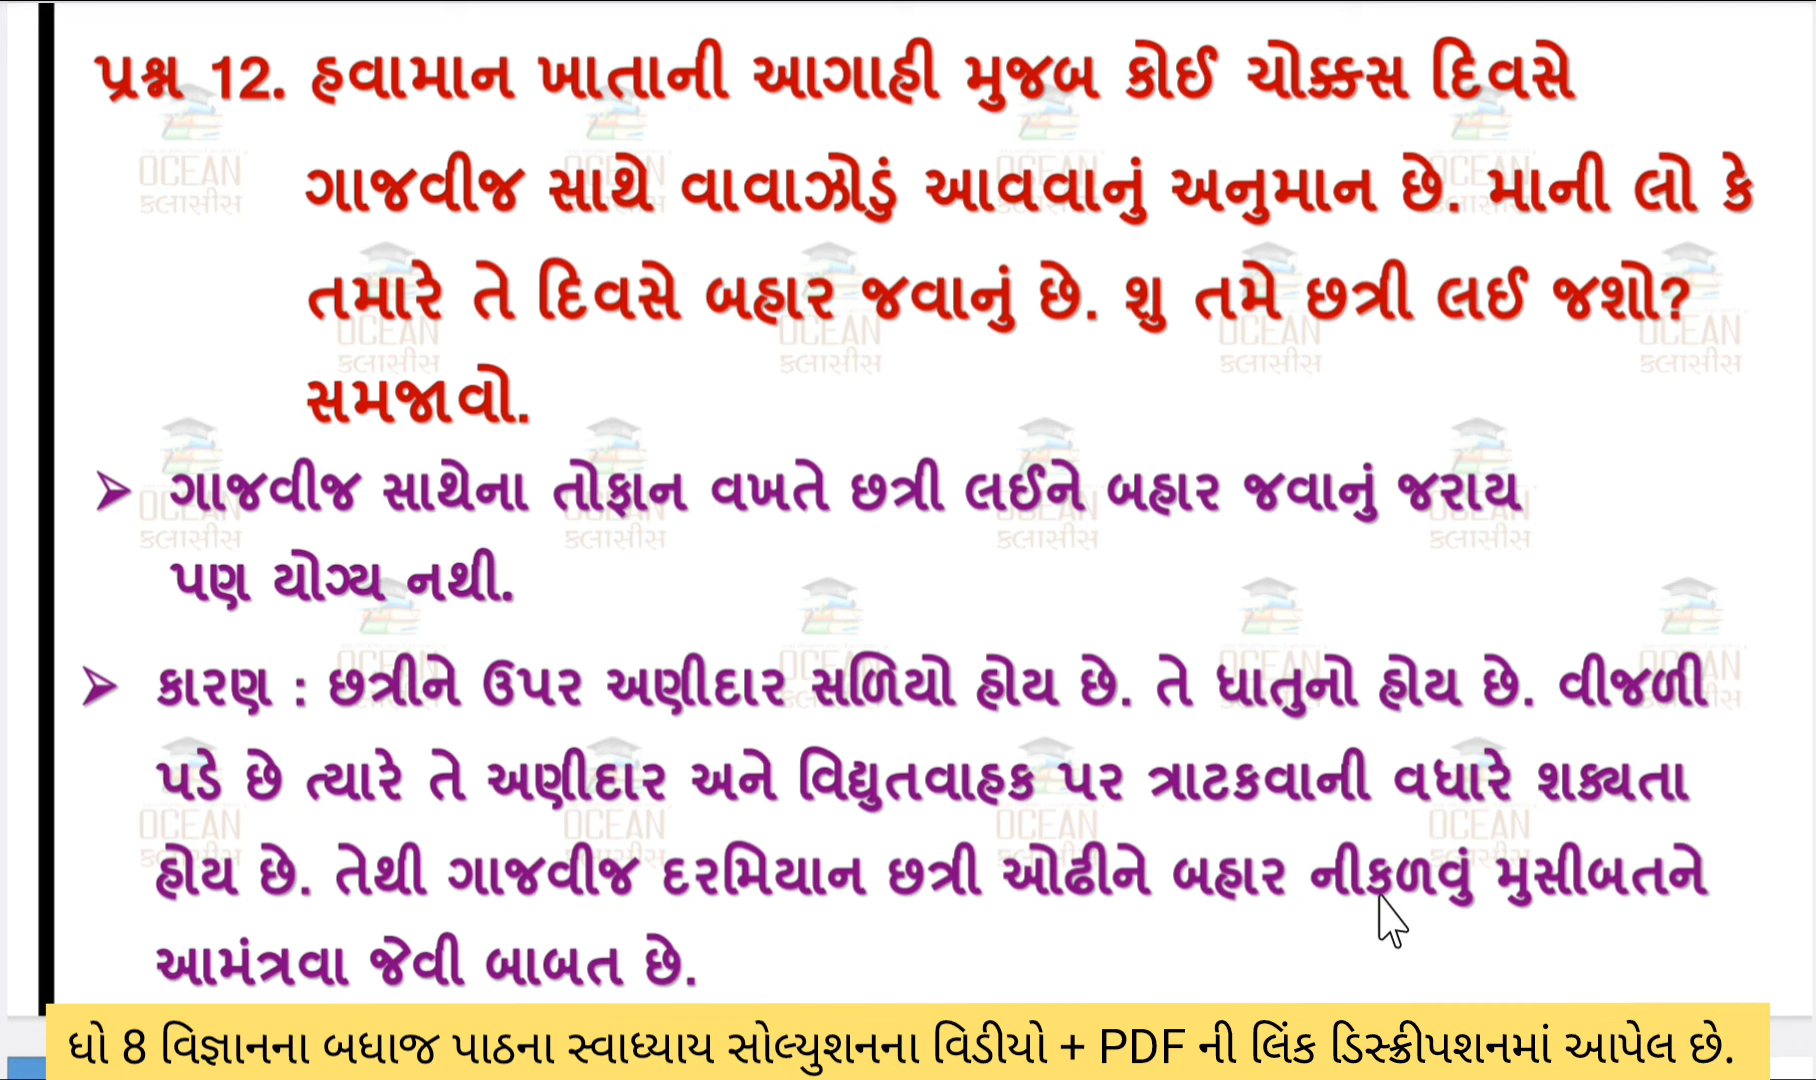 પ્રશ્ન 12. હવામાન ખાતાની આગાહી મુજબ કોઈ ચોક્કસ દિવસે
ગાજવીજ સાથે વાવાઝોડું આવવાનું અનુમાન છે. માની લો કે
તમારે તે દિવસે બહાર જવાનું છે. શુ તમે છત્રી લઈ જશો?
સમજાવો.
➢ ગાજવીજ સાથેના તોફાન વખતે છત્રી લઈને બહાર જવાનું જરાય
પણ યોગ્ય નથી.
➢ કારણ : છત્રીને ઉપર અણીદાર સળિયો હોય છે. તે ધાતુનો હોય છે. વીજળી
પડે છે ત્યારે તે અણીદાર અને વિદ્યુતવાહક પર ત્રાટકવાની વધારે શક્યતા
હોય છે. તેથી ગાજવીજ દરમિયાન છત્રી ઓઢીને બહાર નીકળવું મુસીબતને
આમંત્રવા જેવી બાબત છે.
ધો 8 વિજ્ઞાનના બધાજ પાઠના સ્વાધ્યાય સોલ્યુશનના વિડીયો + PDF ની લિંક ડિસ્ક્રીપશનમાં આપેલ છે.
OCEAN
કલાસીસ